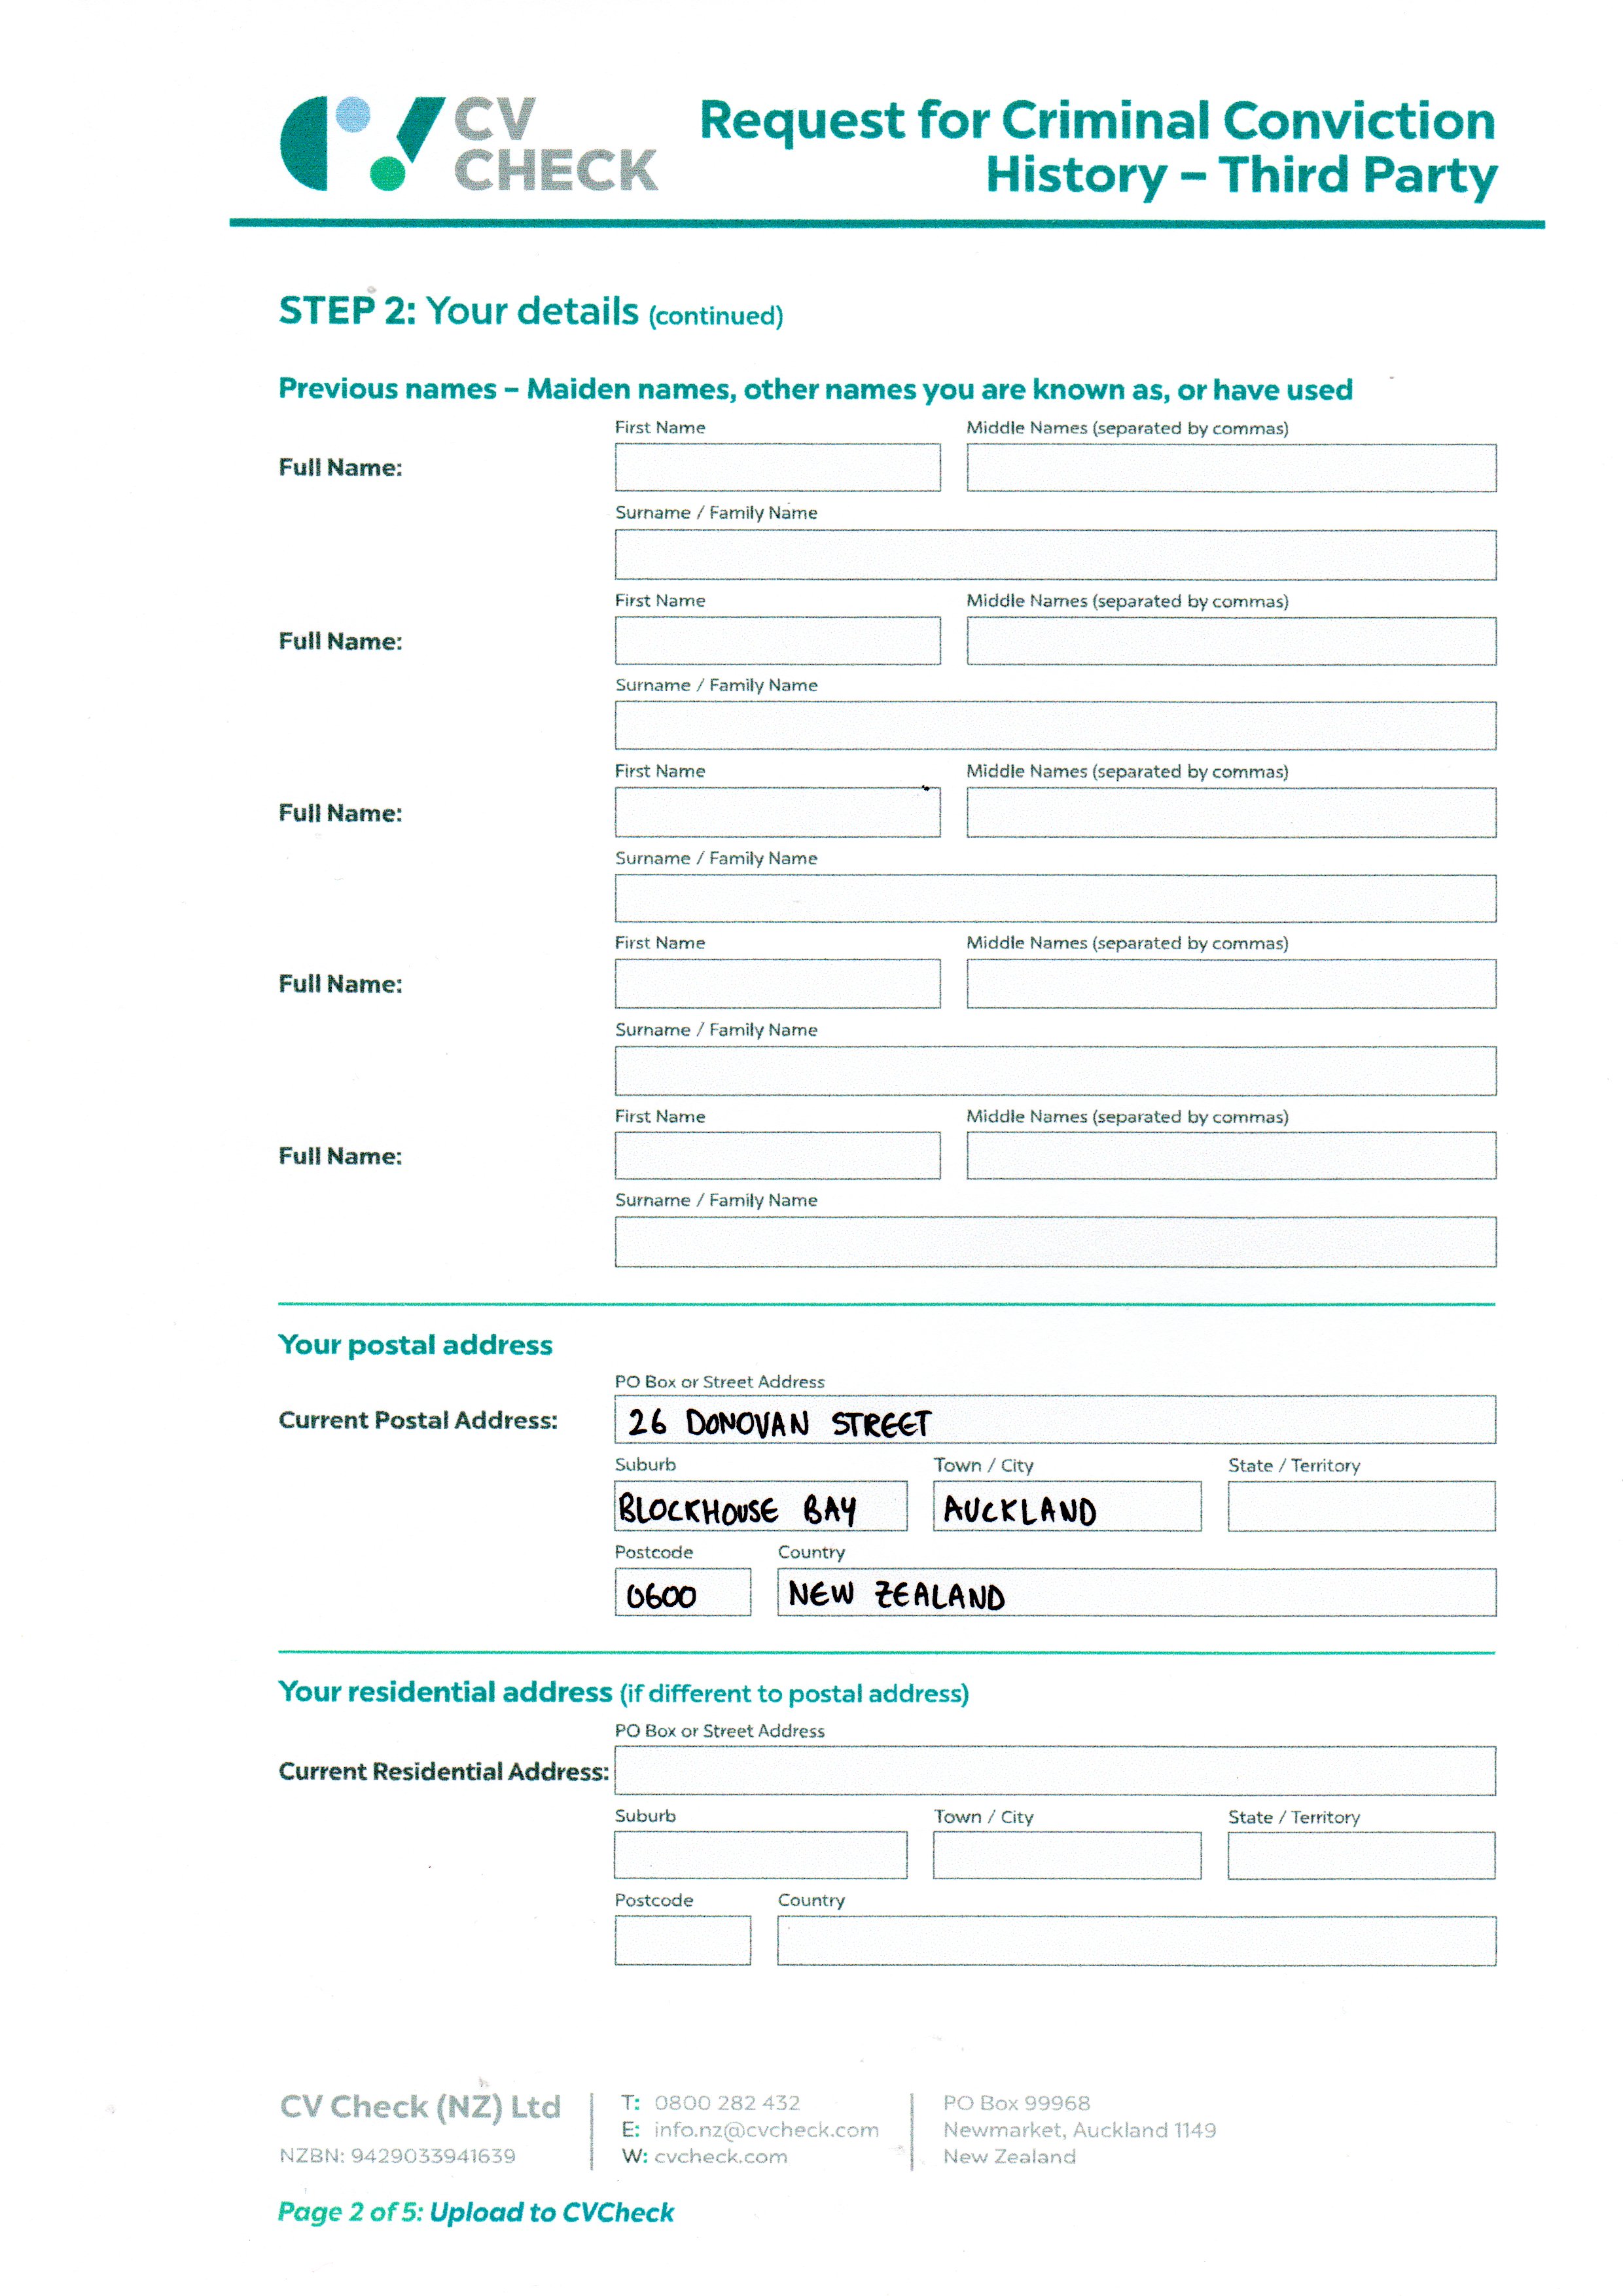 CV CHECK
Request for Criminal Conviction
History – Third Party
STEP 2: Your details (continued)
Previous names – Maiden names, other names you are known as, or have used
First Name Middle Names (separated by commas)
Full Name:
Surname / Family Name
First Name Middle Names (separated by commas)
Full Name:
Surname / Family Name
First Name Middle Names (separated by commas)
Full Name:
Surname / Family Name
First Name Middle Names (separated by commas)
Full Name:
Surname / Family Name
First Name Middle Names (separated by commas)
Full Name:
Surname / Family Name
Your postal address
PO Box or Street Address
Current Postal Address: 26 DONOVAN STREET
Suburb Town / City State / Territory
BLOCKHOUSE BAY AUCKLAND
Postcode Country
0600 NEW ZEALAND
Your residential address (if different to postal address)
PO Box or Street Address
Current Residential Address:
Suburb Town / City State / Territory
Postcode Country
CV Check (NZ) Ltd
NZBN: 9429033941639
T: 0800 282 432
E: info.nz@cvcheck.com
W: cvcheck.com
PO Box 99968
Newmarket, Auckland 1149
New Zealand
Page 2 of 5: Upload to CVCheck